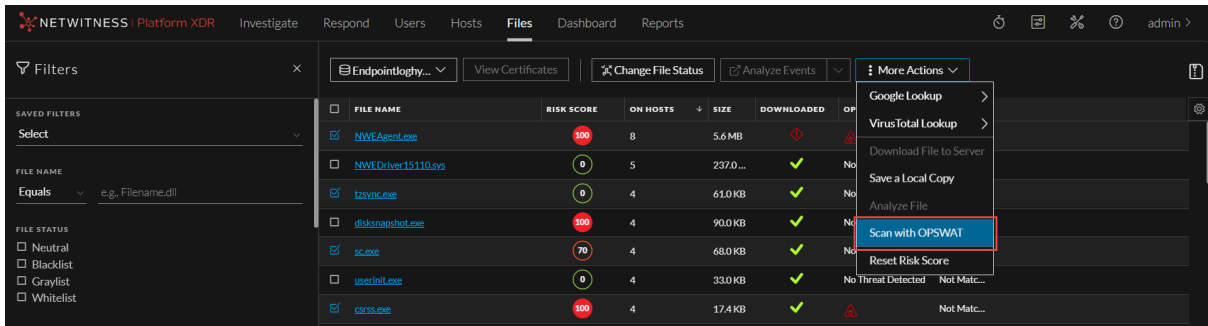 NETWITNESS Platform XDR Investigate Respond Users Hosts Files Dashboard Reports admin >
Filters
Endpointloghy... View Certificates Change File Status Analyze Events More Actions
SAVED FILTERS
Select
FILE NAME
Equals e.g., Filename.dll
FILE STATUS
Neutral
Blacklist
Graylist
Whitelist
FILE NAME RISK SCORE ON HOSTS SIZE DOWNLOADED OP
NWEAgent.exe 100 8 5.6 MB
NWEDriver15110.sys 0 5 237.0 ... No
tzsync.exe 0 4 61.0 KB No
disksnapshot.exe 100 4 90.0 KB No
sc.exe 70 4 68.0 KB No
userinit.exe 0 4 33.0 KB No Threat Detected Not Matc...
csrss.exe 100 4 17.4 KB Not Matc...
Google Lookup
VirusTotal Lookup
Download File to Server
Save a Local Copy
Analyze File
Scan with OPSWAT
Reset Risk Score